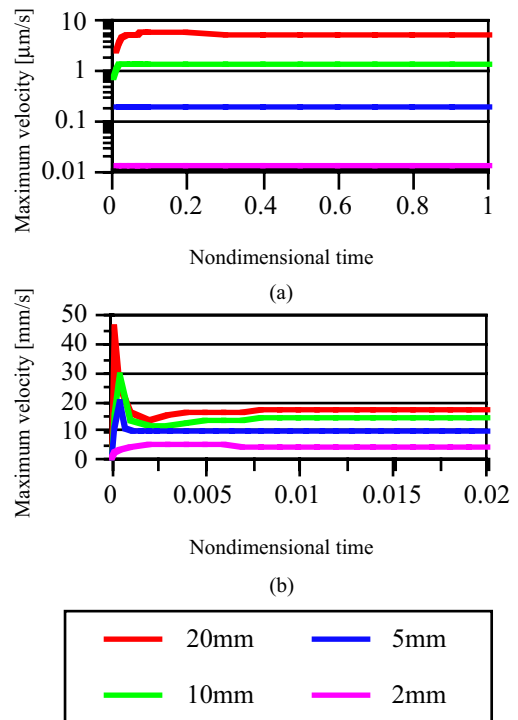 Maximum velocity [µm/s]
10
1
0.1
0.01
0 0.2 0.4 0.6 0.8 1
Nondimensional time
(a)
Maximum velocity [mm/s]
50
40
30
20
10
0
0 0.005 0.01 0.015 0.02
Nondimensional time
(b)
20mm 5mm
10mm 2mm